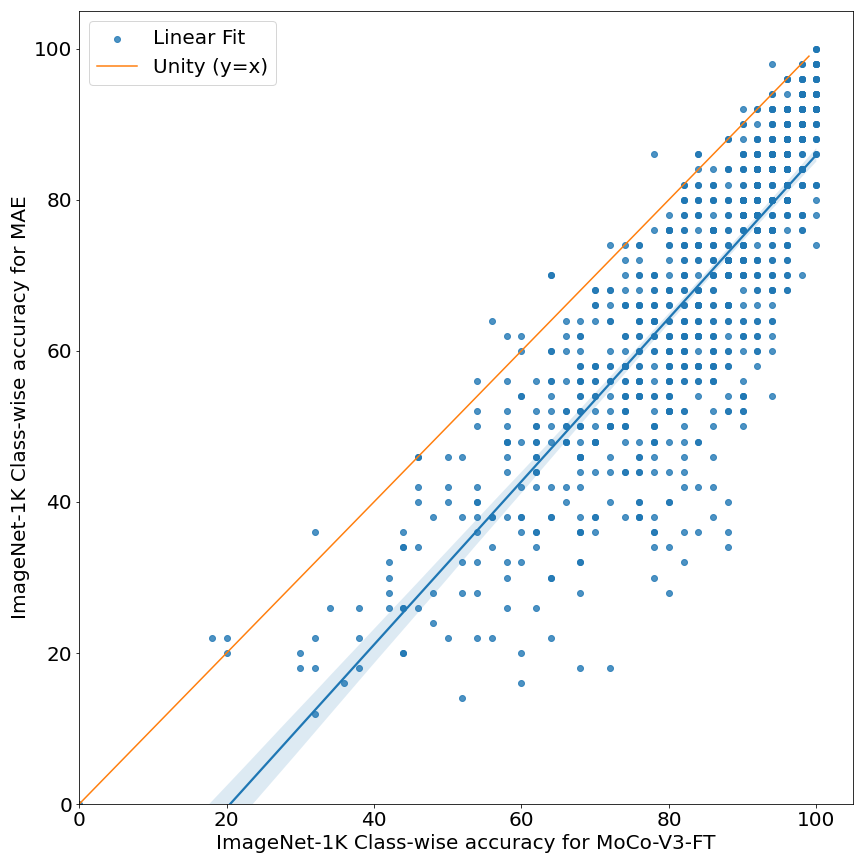 Linear Fit
Unity (y=x)
100
80
60
40
20
0
ImageNet-1K Class-wise accuracy for MAE
0 20 40 60 80 100
ImageNet-1K Class-wise accuracy for MoCo-V3-FT